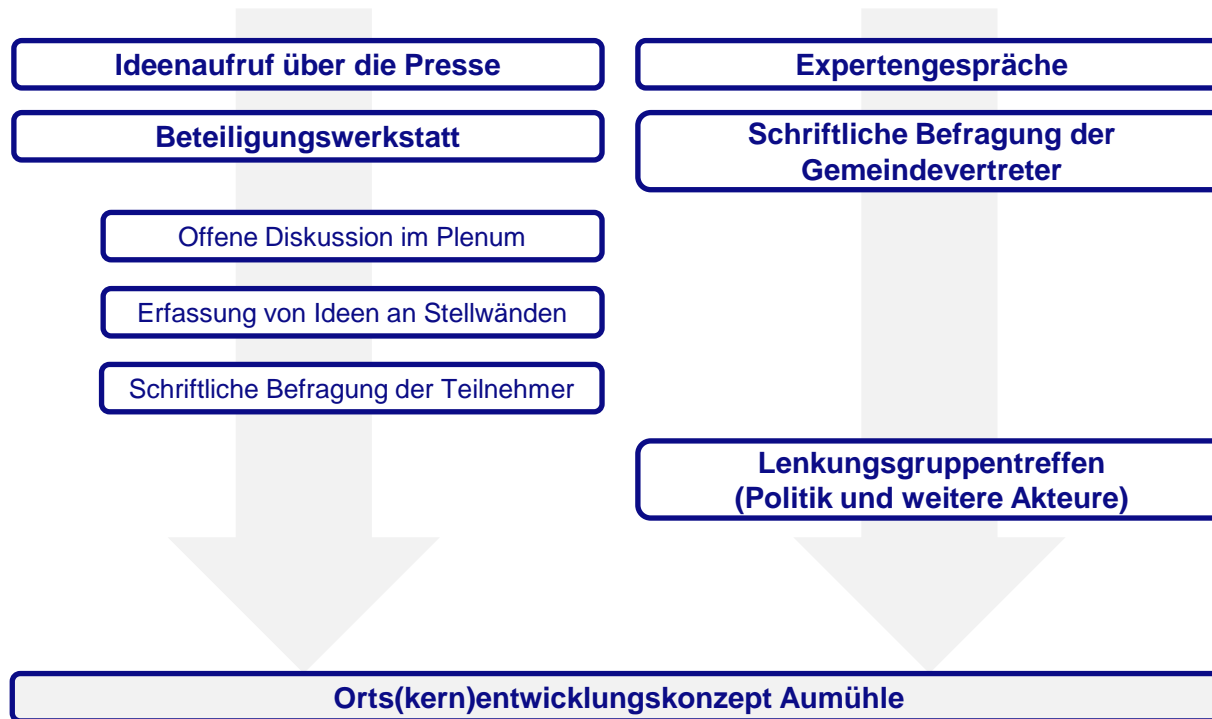 Ideenaufruf über die Presse
Beteiligungswerkstatt
Offene Diskussion im Plenum
Erfassung von Ideen an Stellwänden
Schriftliche Befragung der Teilnehmer
Expertengespräche
Schriftliche Befragung der
Gemeindevertreter
Lenkungsgruppentreffen
(Politik und weitere Akteure)
Orts(kern)entwicklungskonzept Aumühle